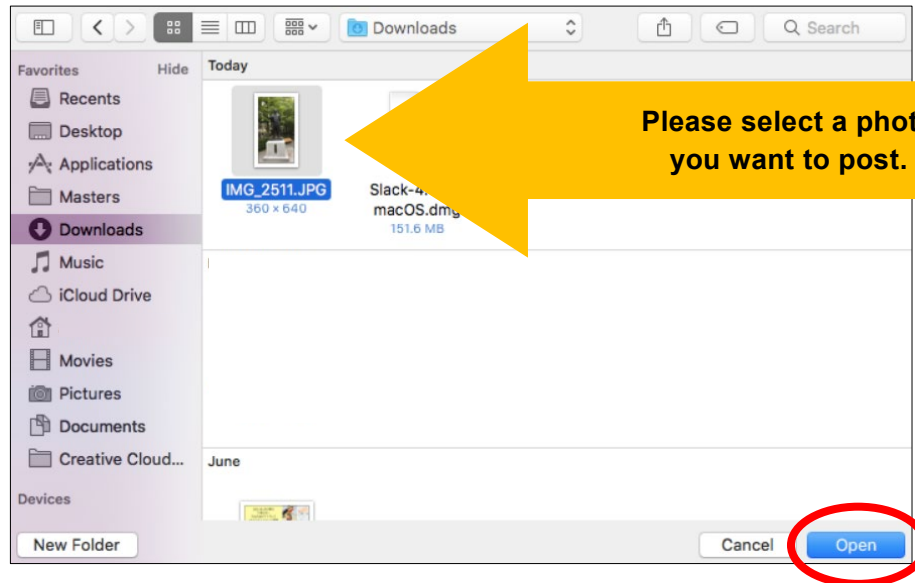 Downloads
Search
Favorites
Hide
Today
Recents
Desktop
Applications
Masters
Downloads
Music
iCloud Drive
Movies
Pictures
Documents
Creative Cloud...
Devices
IMG_2511.JPG
360 × 640
Slack-4.
macOS.dmg
151.6 MB
Please select a phot
you want to post.
June
New Folder
Cancel
Open